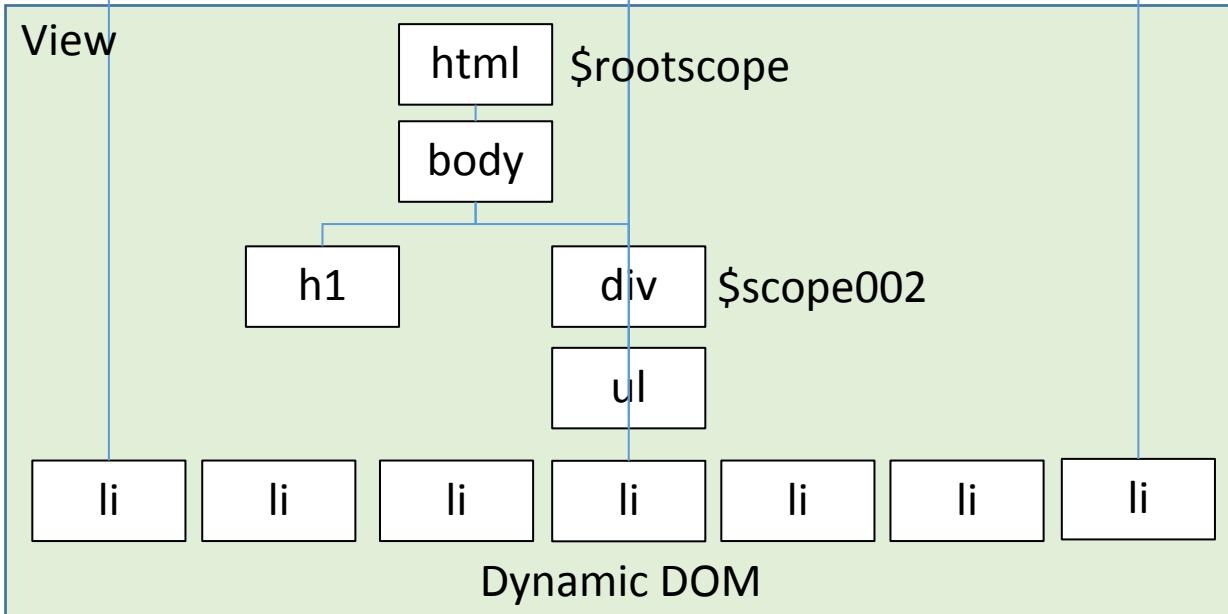 View
html $rootscope
body
h1 div $scope002
ul
li li li li li li li
Dynamic DOM